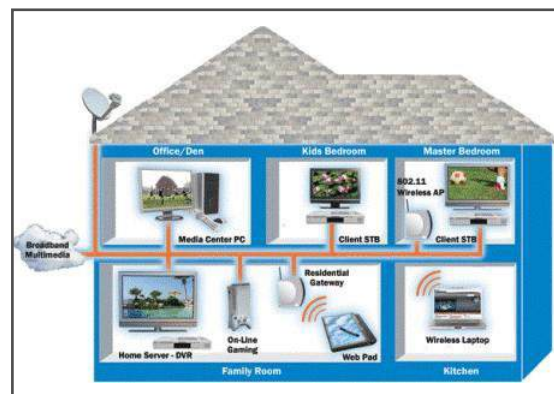 Office/Den
Kids Bedroom
Master Bedroom
802.11
Wireless AP
Media Center PC
Client STB
Client STB
Broadband
Multimedia
Residential
Gateway
On-Line
Gaming
Home Server - DVR
Web Pad
Wireless Laptop
Family Room
Kitchen